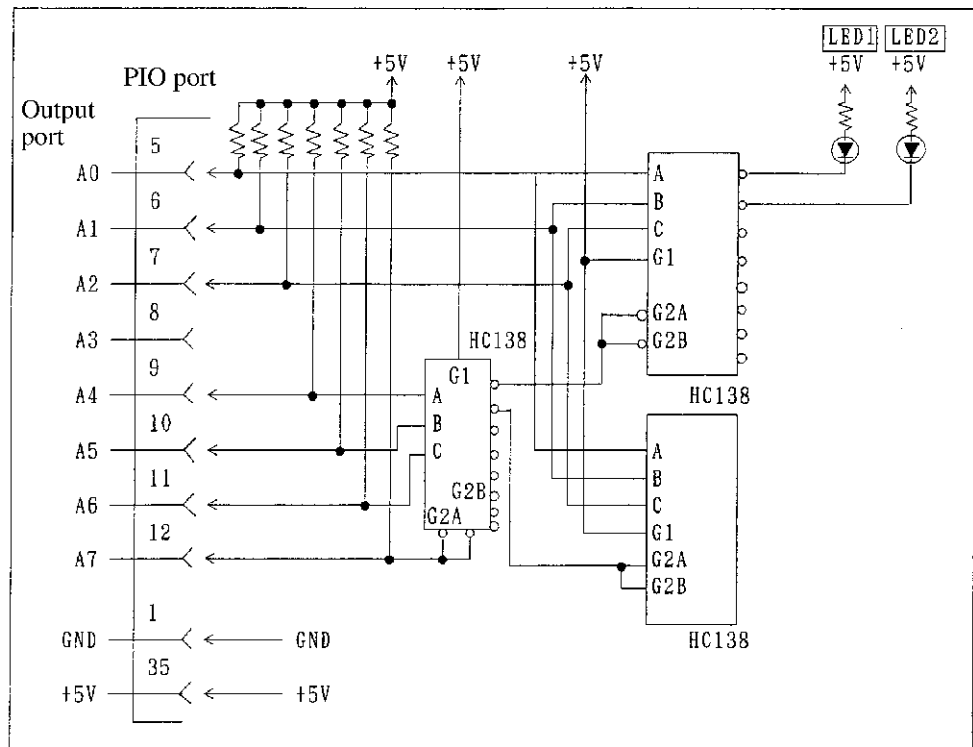 LED1 LED2
+5V +5V +5V +5V +5V
PIO port
Output
port
5
A0
6
A1
7
A2
8
A3
9
A4
10
A5
11
A6
12
A7
1
GND GND
35
+5V +5V
HC138
G1
A
B
C
G2B
G2A
A
B
C
G1
G2A
G2B
HC138
A
B
C
G1
G2A
G2B
HC138